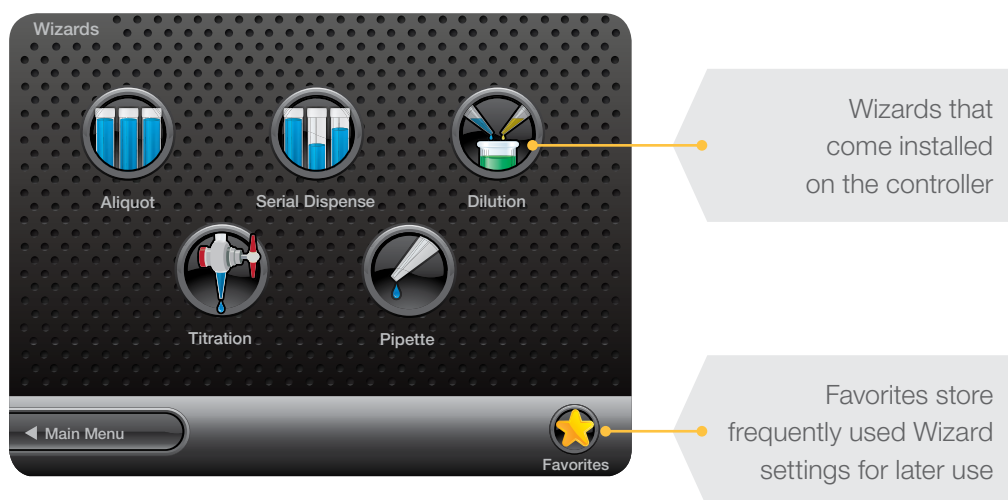 Wizards
Aliquot
Serial Dispense
Dilution
Titration
Pipette
Main Menu
Favorites
Wizards that
come installed
on the controller
Favorites store
frequently used Wizard
settings for later use